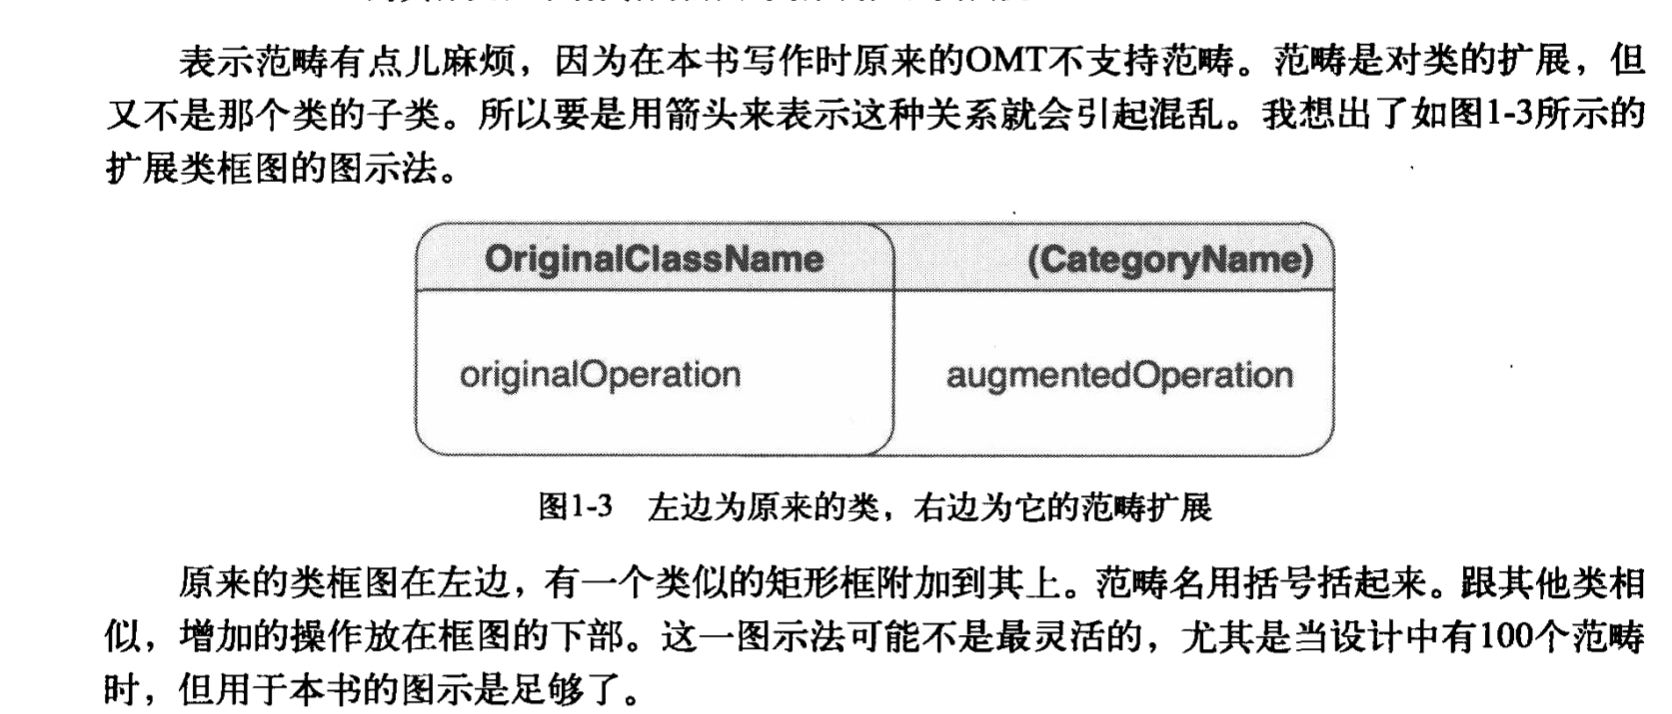 表示范畴有点儿麻烦，因为在本书写作时原来的OMT不支持范畴。范畴是对类的扩展，但
又不是那个类的子类。所以要是用箭头来表示这种关系就会引起混乱。我想出了如图1-3所示的
扩展类框图的图示法。
OriginalClassName (CategoryName)
originalOperation augmentedOperation
图1-3 左边为原来的类，右边为它的范畴扩展
原来的类框图在左边，有一个类似的矩形框附加到其上。范畴名用括号括起来。跟其他类相
似，增加的操作放在框图的下部。这一图示法可能不是最灵活的，尤其是当设计中有100个范畴
时，但用于本书的图示是足够了。